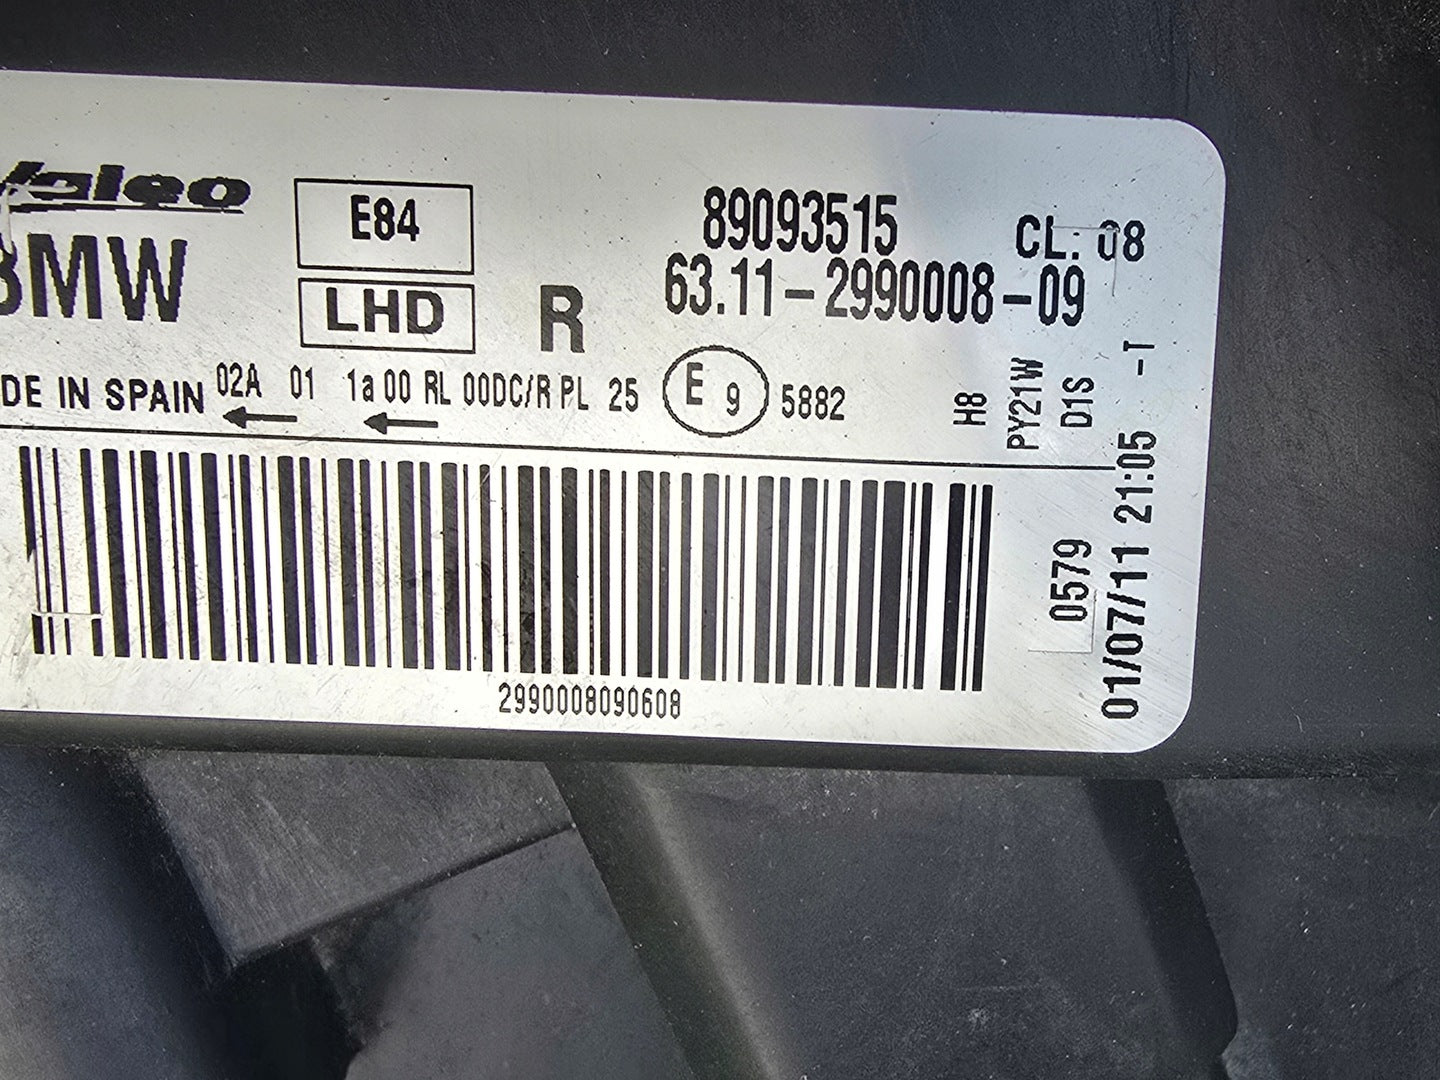 Valeo
BMW
E84
LHD
R
89093515
CL: 08
63.11-2990008-09
DE IN SPAIN
02A 01 1a 00 RL 00DC/R PL 25
E 9
5882
H8
PY21W
D1S
-T
0579
01/07/11 21:05
2990008090608